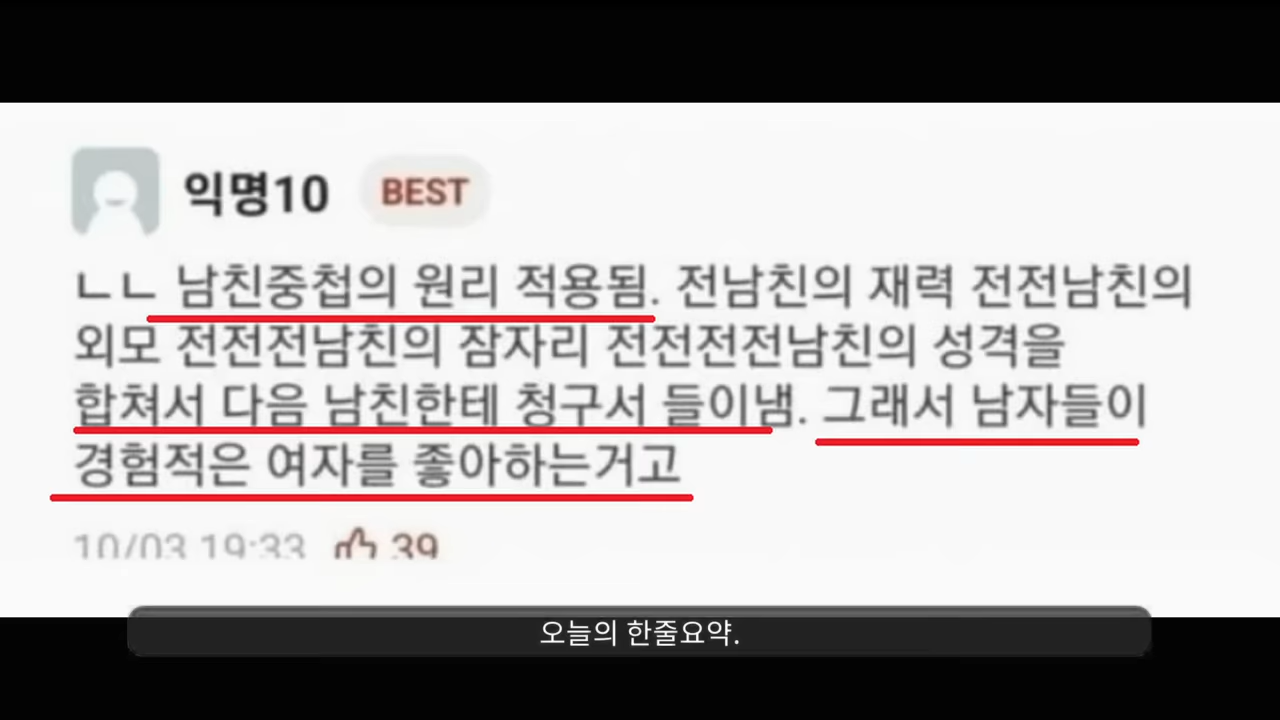 익명10 BEST
ㄴㄴ 남친중첩의 원리 적용됨. 전남친의 재력 전전남친의
외모 전전전남친의 잠자리 전전전전남친의 성격을
합쳐서 다음 남친한테 청구서 들이냄. 그래서 남자들이
경험적은 여자를 좋아하는거고
10/03 19:33 39
오늘의 한줄요약.